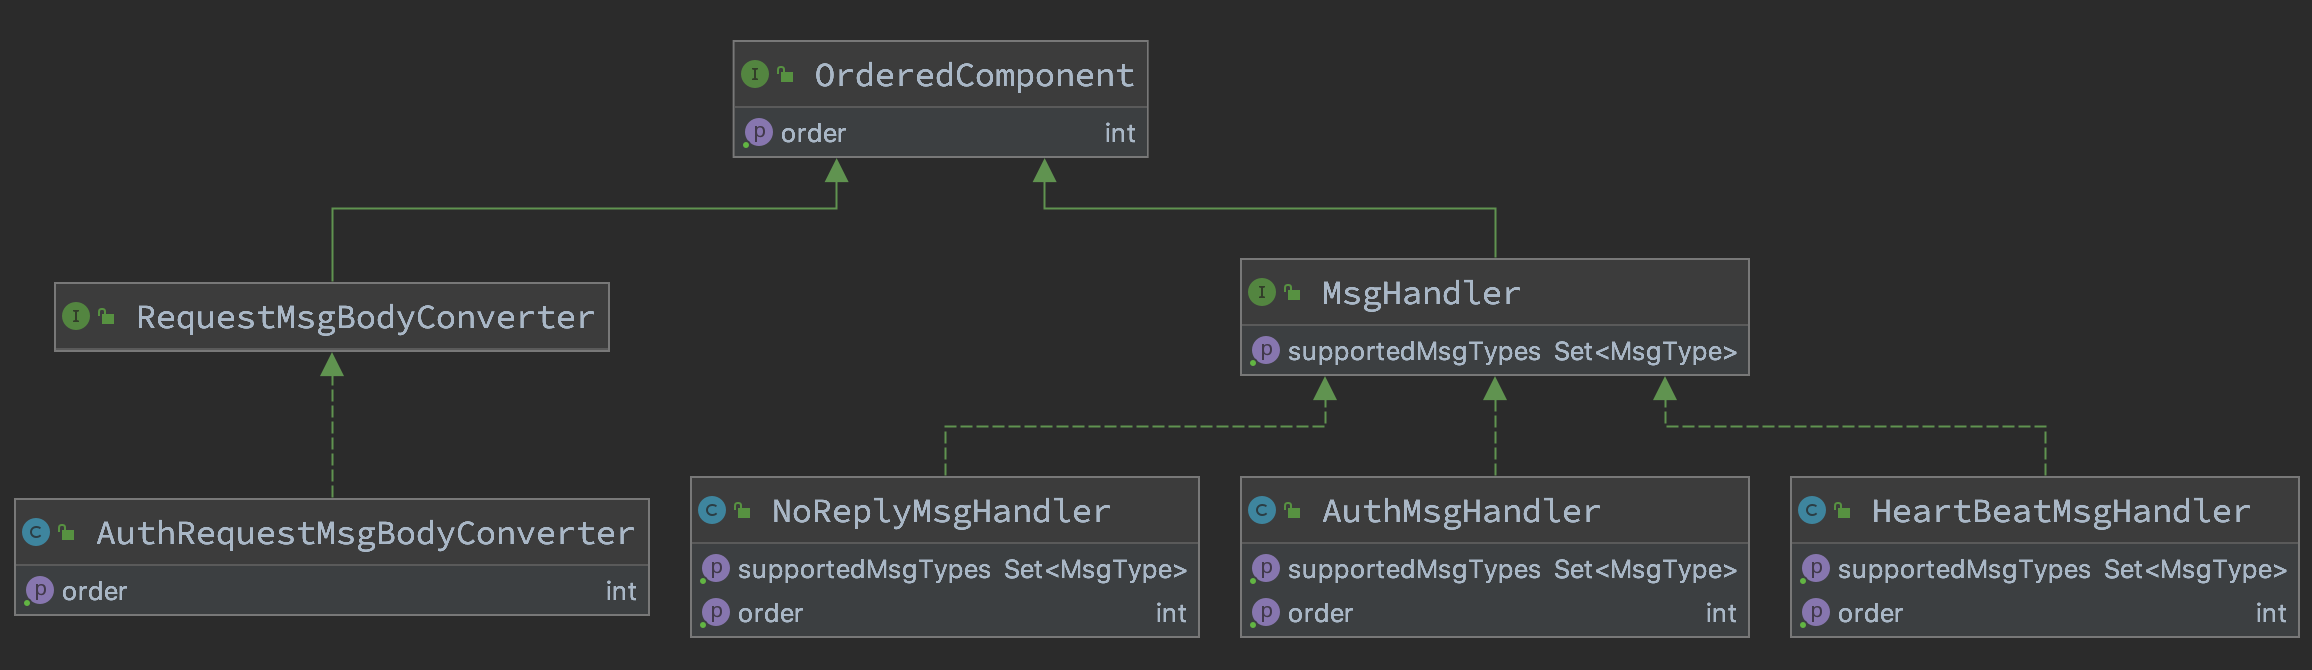 I OrderedComponent
p order int
I RequestMsgBodyConverter
I MsgHandler
p supportedMsgTypes Set<MsgType>
C AuthRequestMsgBodyConverter
p order int
C NoReplyMsgHandler
p supportedMsgTypes Set<MsgType>
p order int
C AuthMsgHandler
p supportedMsgTypes Set<MsgType>
p order int
C HeartBeatMsgHandler
p supportedMsgTypes Set<MsgType>
p order int